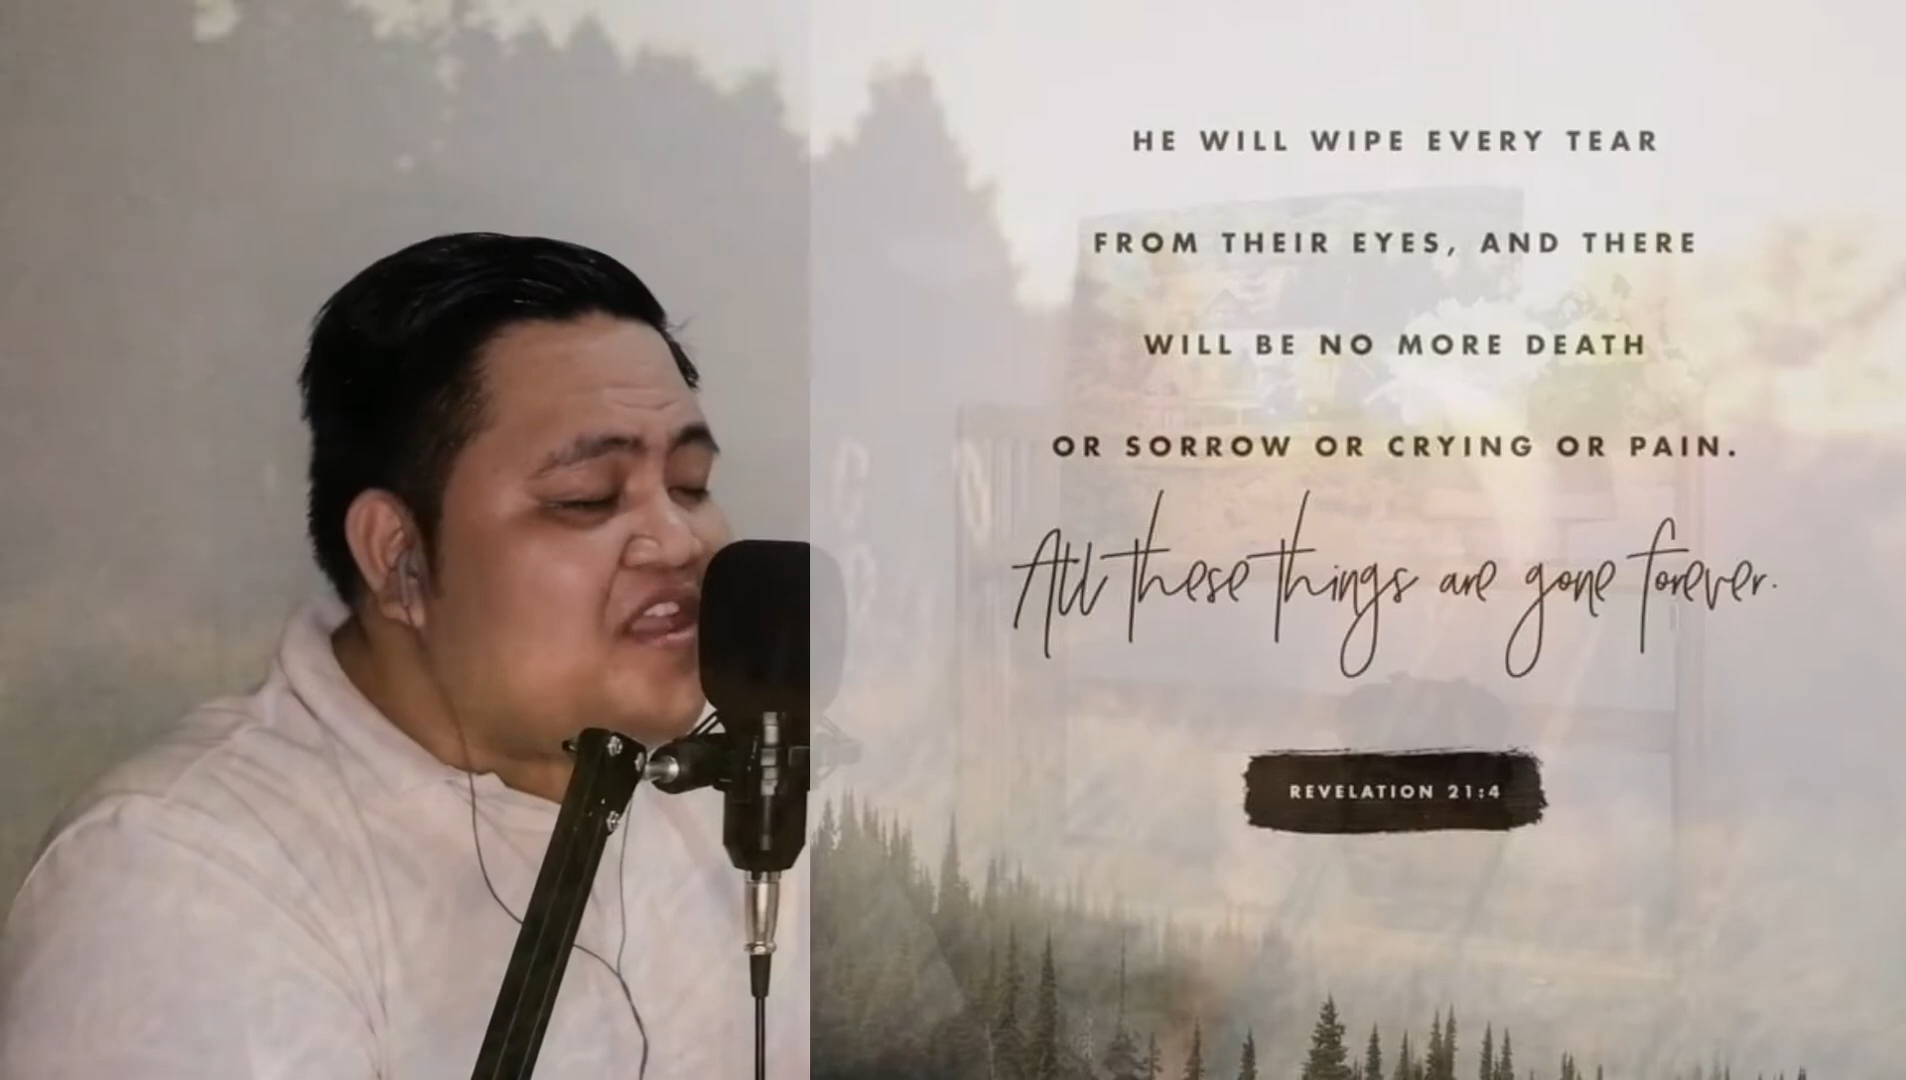 HE WILL WIPE EVERY TEAR
FROM THEIR EYES, AND THERE
WILL BE NO MORE DEATH
OR SORROW OR CRYING OR PAIN.
All these things are gone forever.
REVELATION 21:4